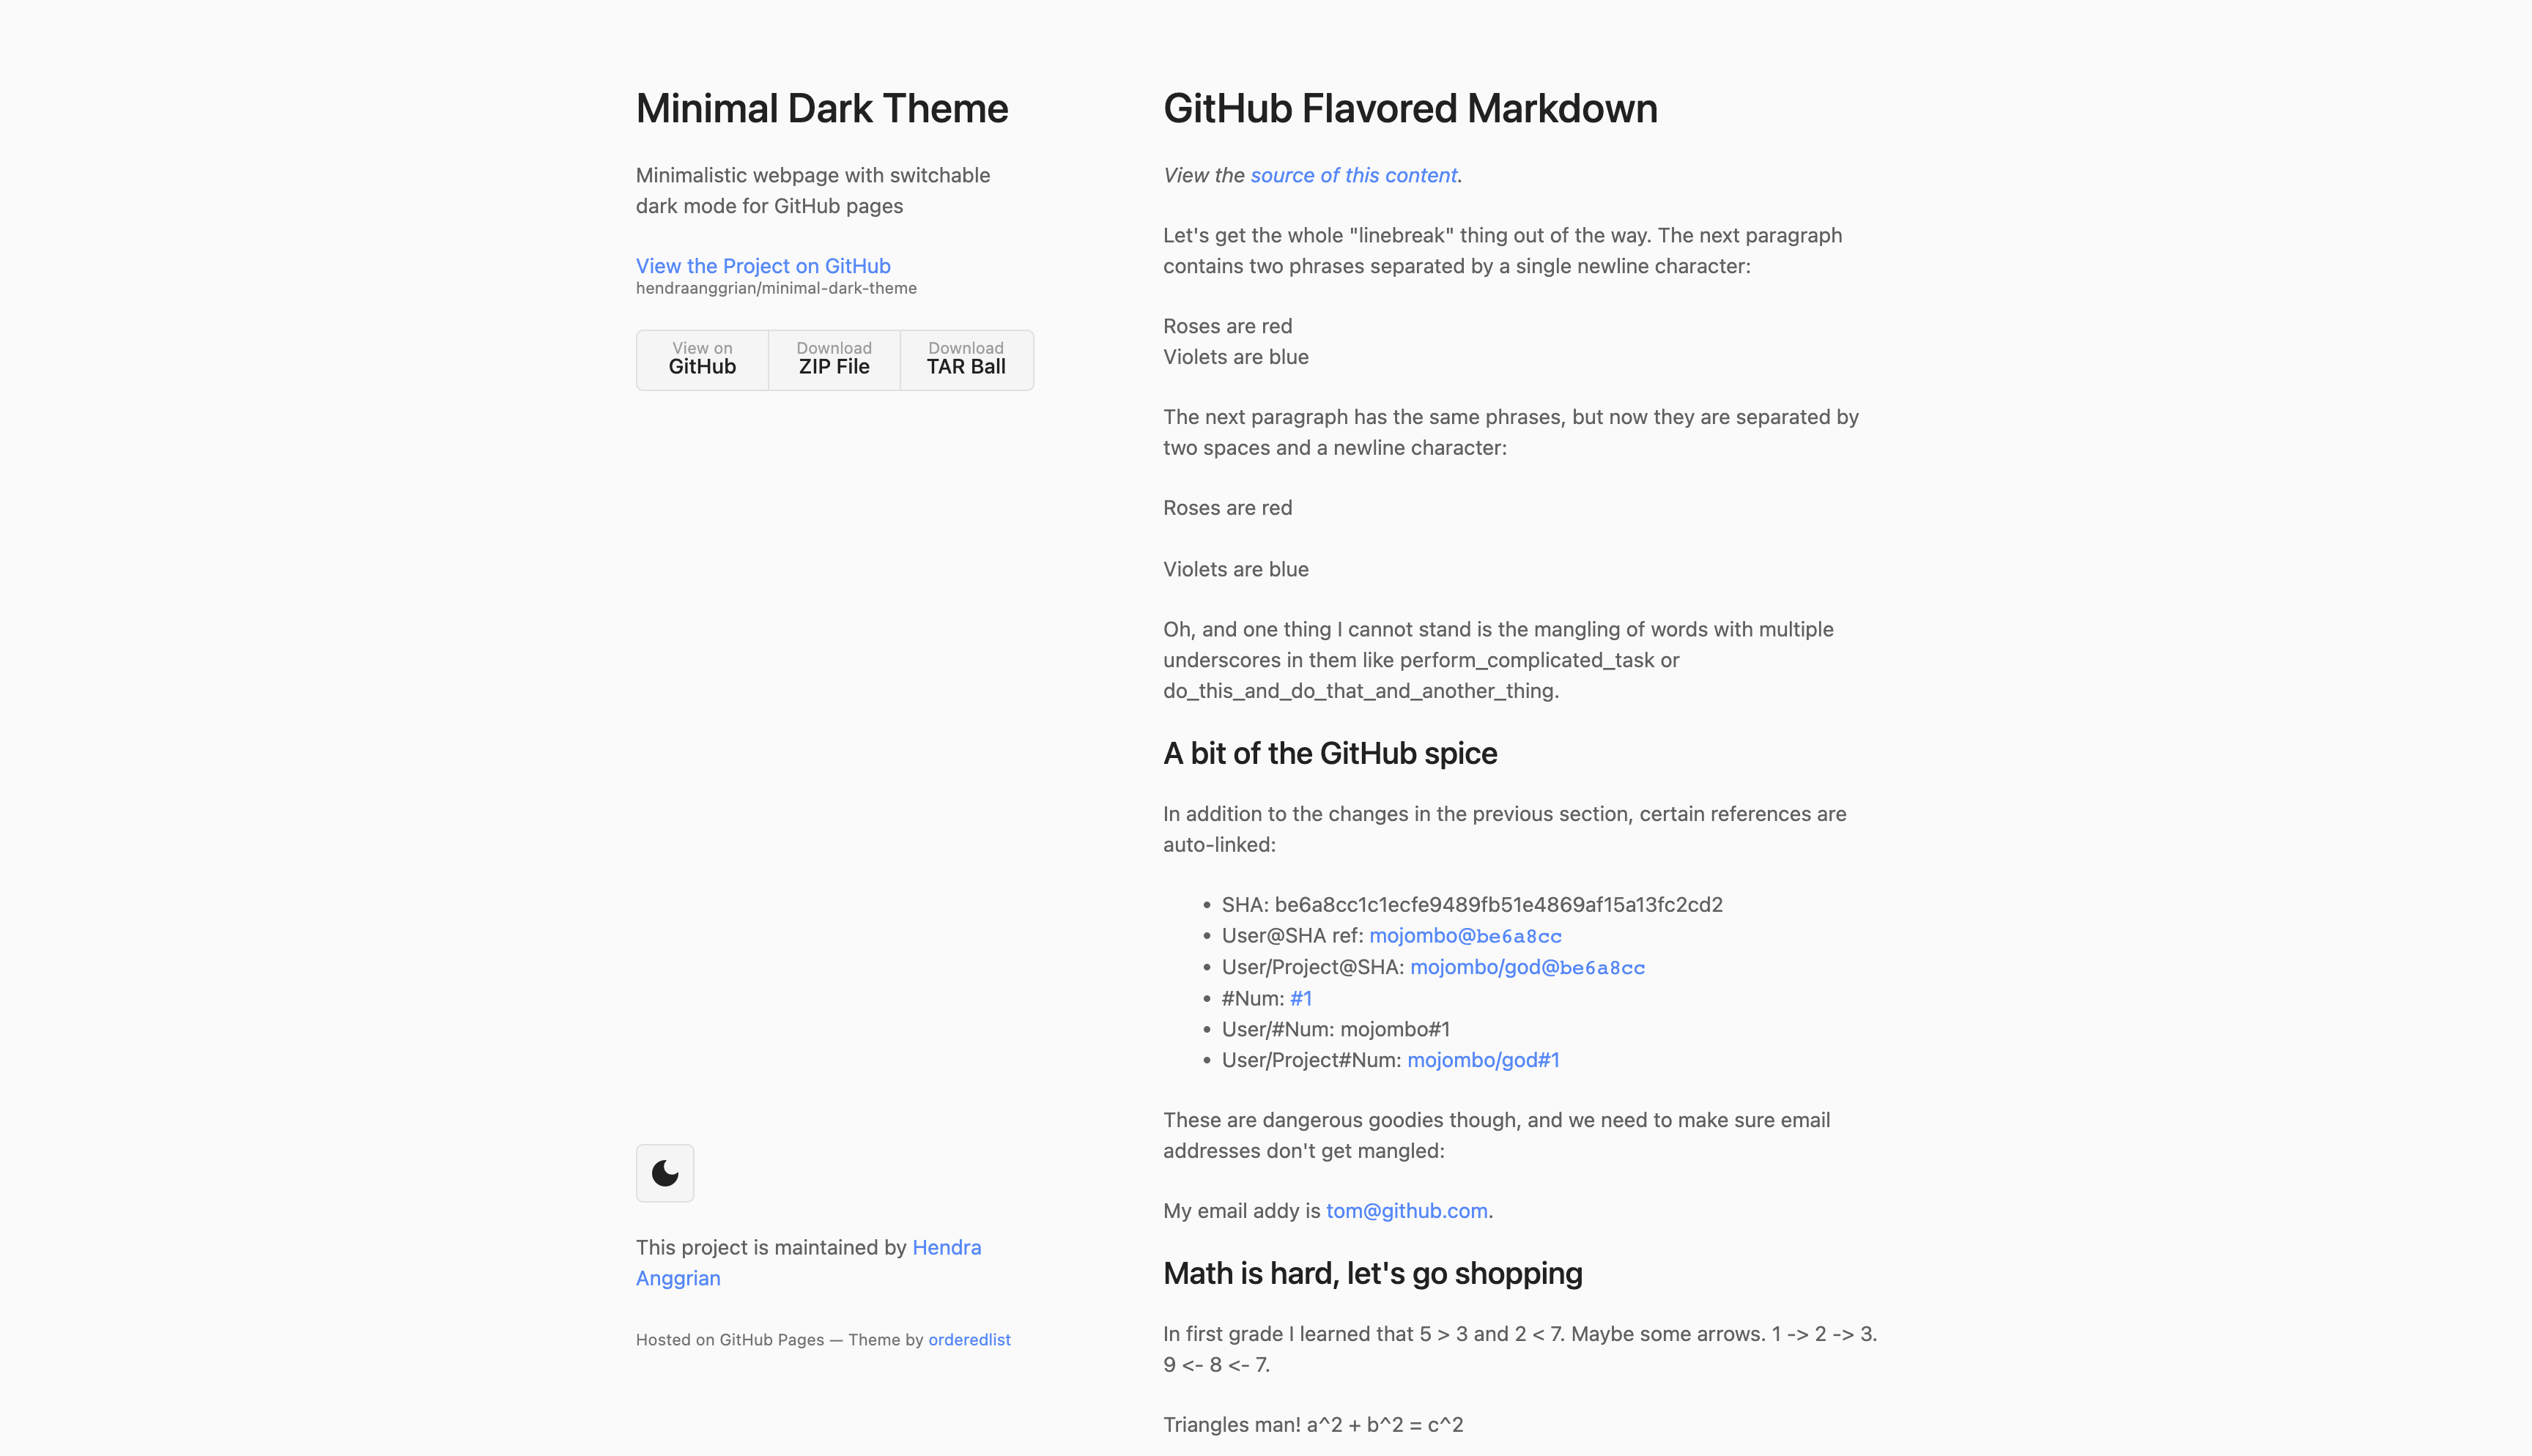 Minimal Dark Theme
Minimalistic webpage with switchable
dark mode for GitHub pages
View the Project on GitHub
hendraanggrian/minimal-dark-theme
View on
GitHub
Download
ZIP File
Download
TAR Ball
This project is maintained by Hendra
Anggrian
Hosted on GitHub Pages — Theme by orderedlist
GitHub Flavored Markdown
View the source of this content.
Let's get the whole "linebreak" thing out of the way. The next paragraph
contains two phrases separated by a single newline character:
Roses are red
Violets are blue
The next paragraph has the same phrases, but now they are separated by
two spaces and a newline character:
Roses are red
Violets are blue
Oh, and one thing I cannot stand is the mangling of words with multiple
underscores in them like perform_complicated_task or
do_this_and_do_that_and_another_thing.
A bit of the GitHub spice
In addition to the changes in the previous section, certain references are
auto-linked:
• SHA: be6a8cc1c1ecfe9489fb51e4869af15a13fc2cd2
• User@SHA ref: mojombo@be6a8cc
• User/Project@SHA: mojombo/god@be6a8cc
• #Num: #1
• User/#Num: mojombo#1
• User/Project#Num: mojombo/god#1
These are dangerous goodies though, and we need to make sure email
addresses don't get mangled:
My email addy is tom@github.com.
Math is hard, let's go shopping
In first grade I learned that 5 > 3 and 2 < 7. Maybe some arrows. 1 -> 2 -> 3.
9 <- 8 <- 7.
Triangles man! a^2 + b^2 = c^2